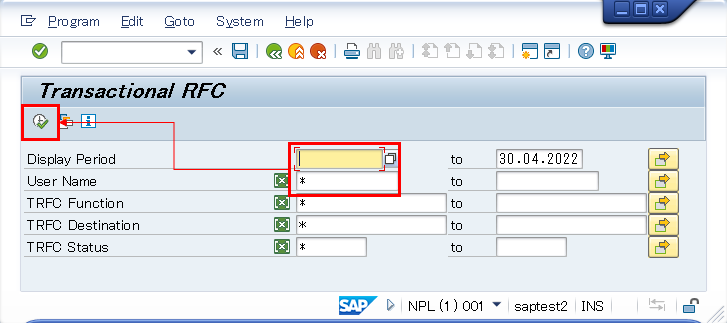 Program Edit Goto System Help
Transactional RFC
Display Period to 30.04.2022
User Name * to
TRFC Function * to
TRFC Destination * to
TRFC Status * to
SAP NPL (1) 001 saptest2 INS